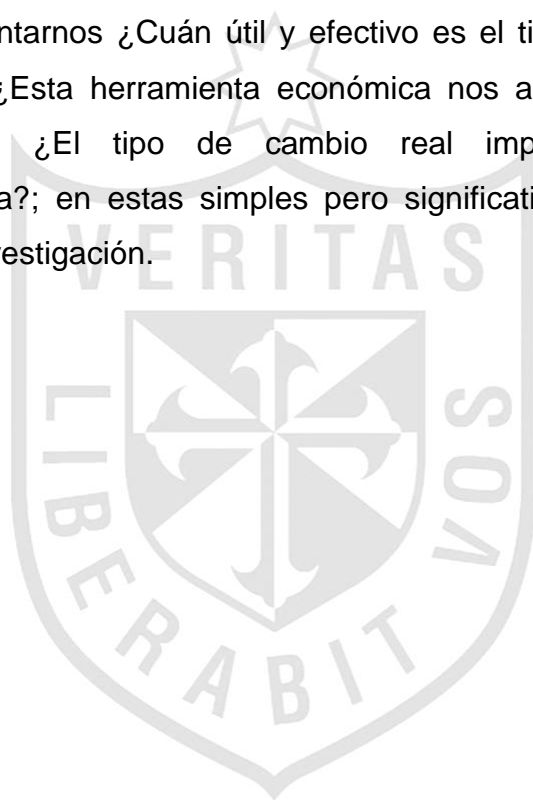 ntarnos ¿Cuán útil y efectivo es el ti
¿Esta herramienta económica nos a
¿El tipo de cambio real imp
a?; en estas simples pero significati
vestigación.
VERITAS
LIBERABIT VOS